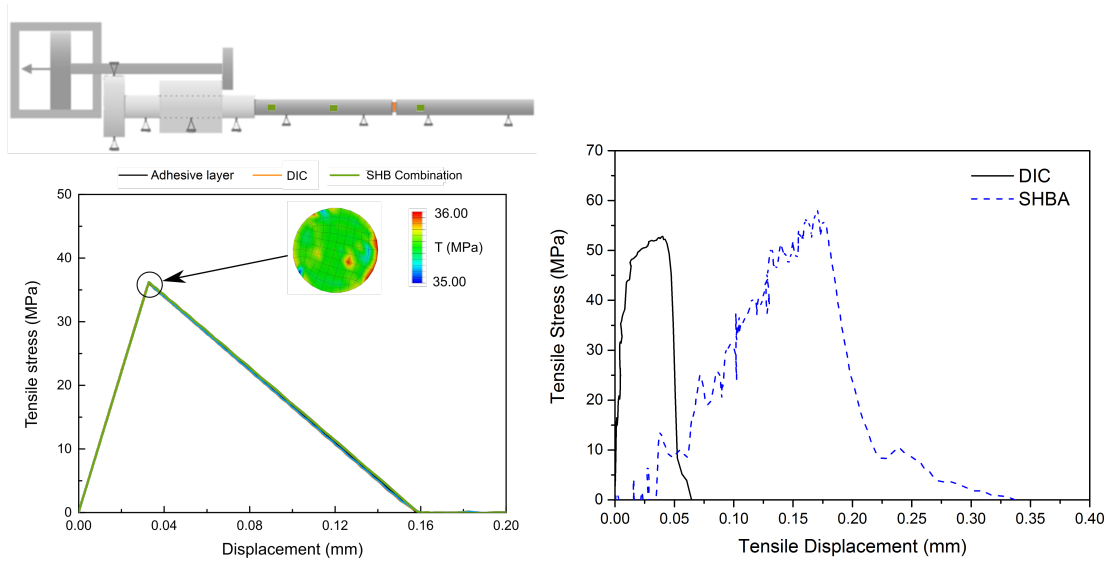 Adhesive layer
DIC
SHB Combination
50
40
30
20
10
0
Tensile stress (MPa)
36.00
T (MPa)
35.00
0.00 0.04 0.08 0.12 0.16 0.20
Displacement (mm)
70
60
50
40
30
20
10
0
Tensile Stress (MPa)
DIC
SHBA
0.00 0.05 0.10 0.15 0.20 0.25 0.30 0.35 0.40
Tensile Displacement (mm)